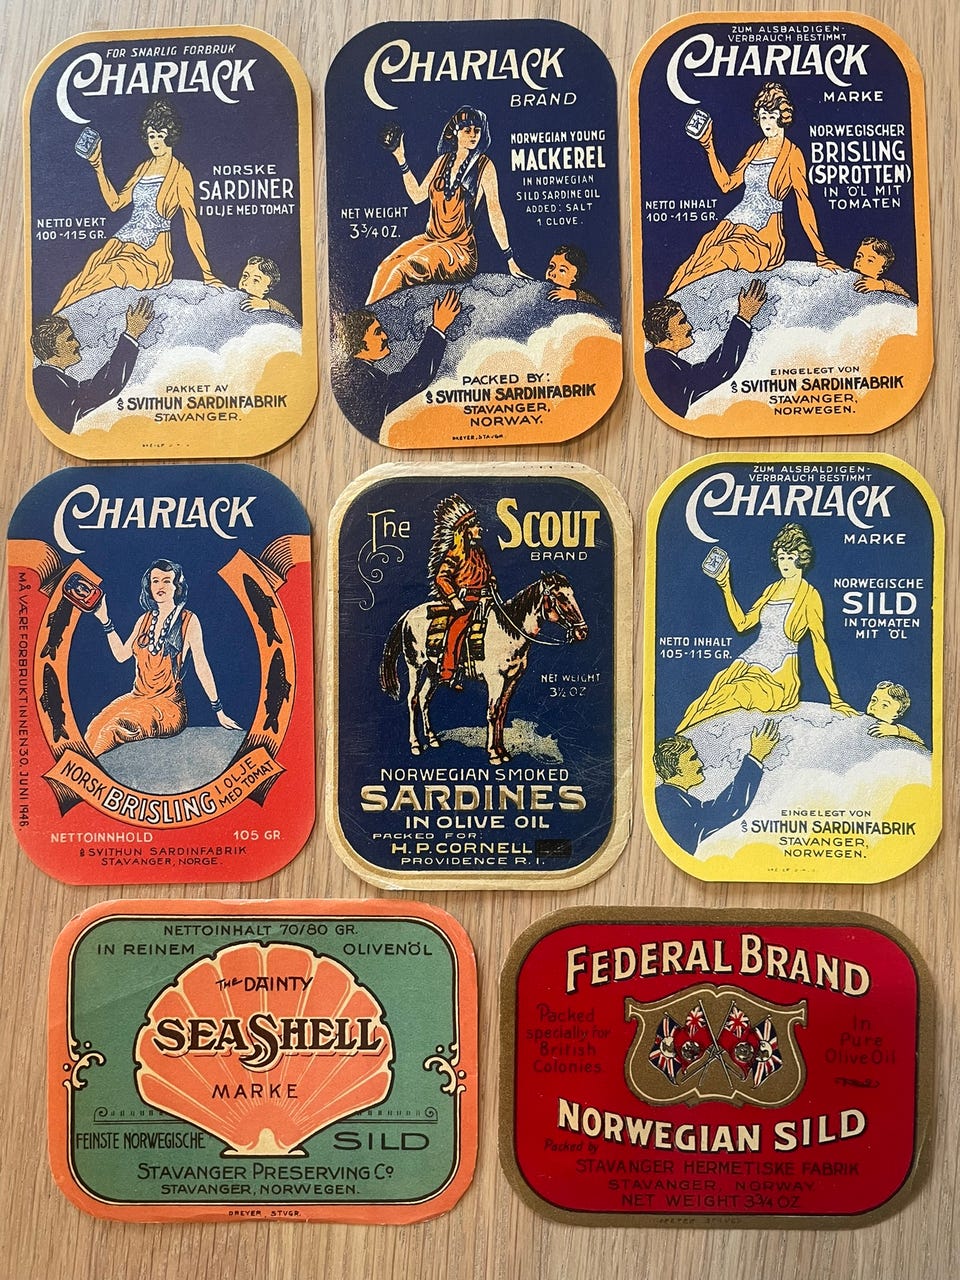 FOR SNARLIG FORBRUK
CHARLACK
NORSKE
SARDINER
I OLJE MED TOMAT
NETTO VEKT
100-115 GR.
PAKKET AV
A/S SVITHUN SARDINFABRIK
STAVANGER.
CHARLACK
BRAND
NORWEGIAN YOUNG
MACKEREL
IN NORWEGIAN
SILD SARDINE OIL
ADDED: SALT
1 CLOVE.
NET WEIGHT
3 3/4 OZ.
PACKED BY:
A/S SVITHUN SARDINFABRIK
STAVANGER,
NORWAY.
DREYER, STAVGR.
ZUM ALSBALDIGEN-
VERBRAUCH BESTIMMT
CHARLACK
MARKE
NORWEGISCHER
BRISLING
(SPROTTEN)
IN ÖL MIT
TOMATEN
NETTO INHALT
100-115 GR.
EINGELEGT VON
A/S SVITHUN SARDINFABRIK
STAVANGER,
NORWEGEN.
CHARLACK
MÅ VÆRE FORBRUKT INNEN 30. JUNI 1946.
NORSK BRISLING I OLJE
MED TOMAT
NETTOINNHOLD 105 GR.
A/S SVITHUN SARDINFABRIK
STAVANGER, NORGE.
The SCOUT
BRAND
NET WEIGHT
3½ OZ
NORWEGIAN SMOKED
SARDINES
IN OLIVE OIL
PACKED FOR:
H. P. CORNELL
PROVIDENCE R. I.
ZUM ALSBALDIGEN-
VERBRAUCH BESTIMMT
CHARLACK
MARKE
NORWEGISCHE
SILD
IN TOMATEN
MIT ÖL
NETTO INHALT
105-115 GR.
EINGELEGT VON
A/S SVITHUN SARDINFABRIK
STAVANGER,
NORWEGEN.
NETTOINHALT 70/80 GR.
IN REINEM OLIVENÖL
THE DAINTY
SEASHELL
MARKE
FEINSTE NORWEGISCHE SILD
STAVANGER PRESERVING Co
STAVANGER, NORWEGEN.
DREYER, STVGR.
FEDERAL BRAND
Packed
specially for
British
Colonies
in
Pure
Olive Oil
NORWEGIAN SILD
Packed by
STAVANGER HERMETISKE FABRIK
STAVANGER, NORWAY
NET WEIGHT 3 3/4 OZ